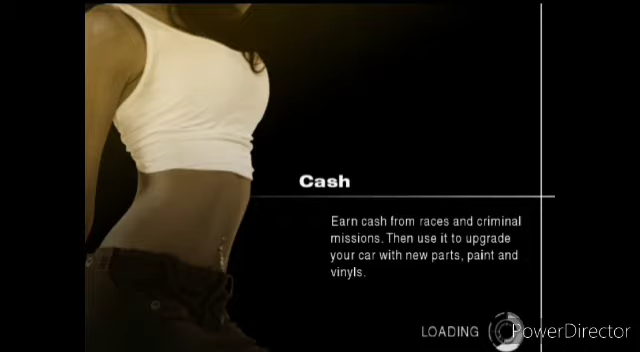 Cash
Earn cash from races and criminal
missions. Then use it to upgrade
your car with new parts, paint and
vinyls.
LOADING
PowerDirector